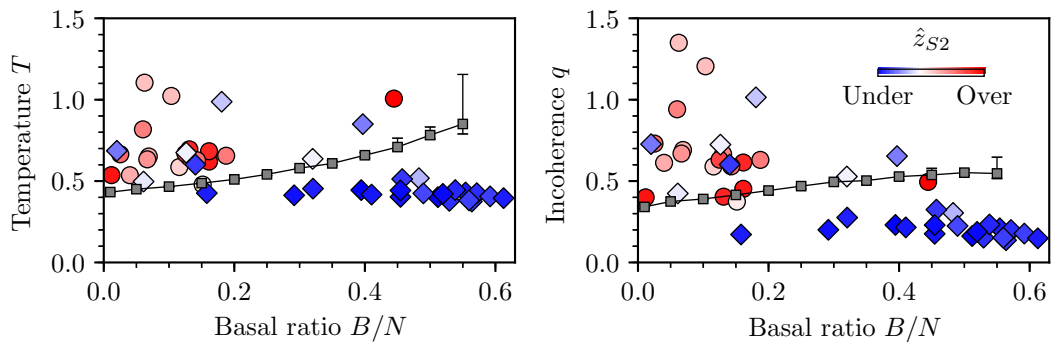 Temperature T
1.5
1.0
0.5
0.0
0.0
0.2
0.4
0.6
Basal ratio B/N
Incoherence q
1.5
1.0
0.5
0.0
0.0
0.2
0.4
0.6
Basal ratio B/N
ẑ_{S2}
Under Over